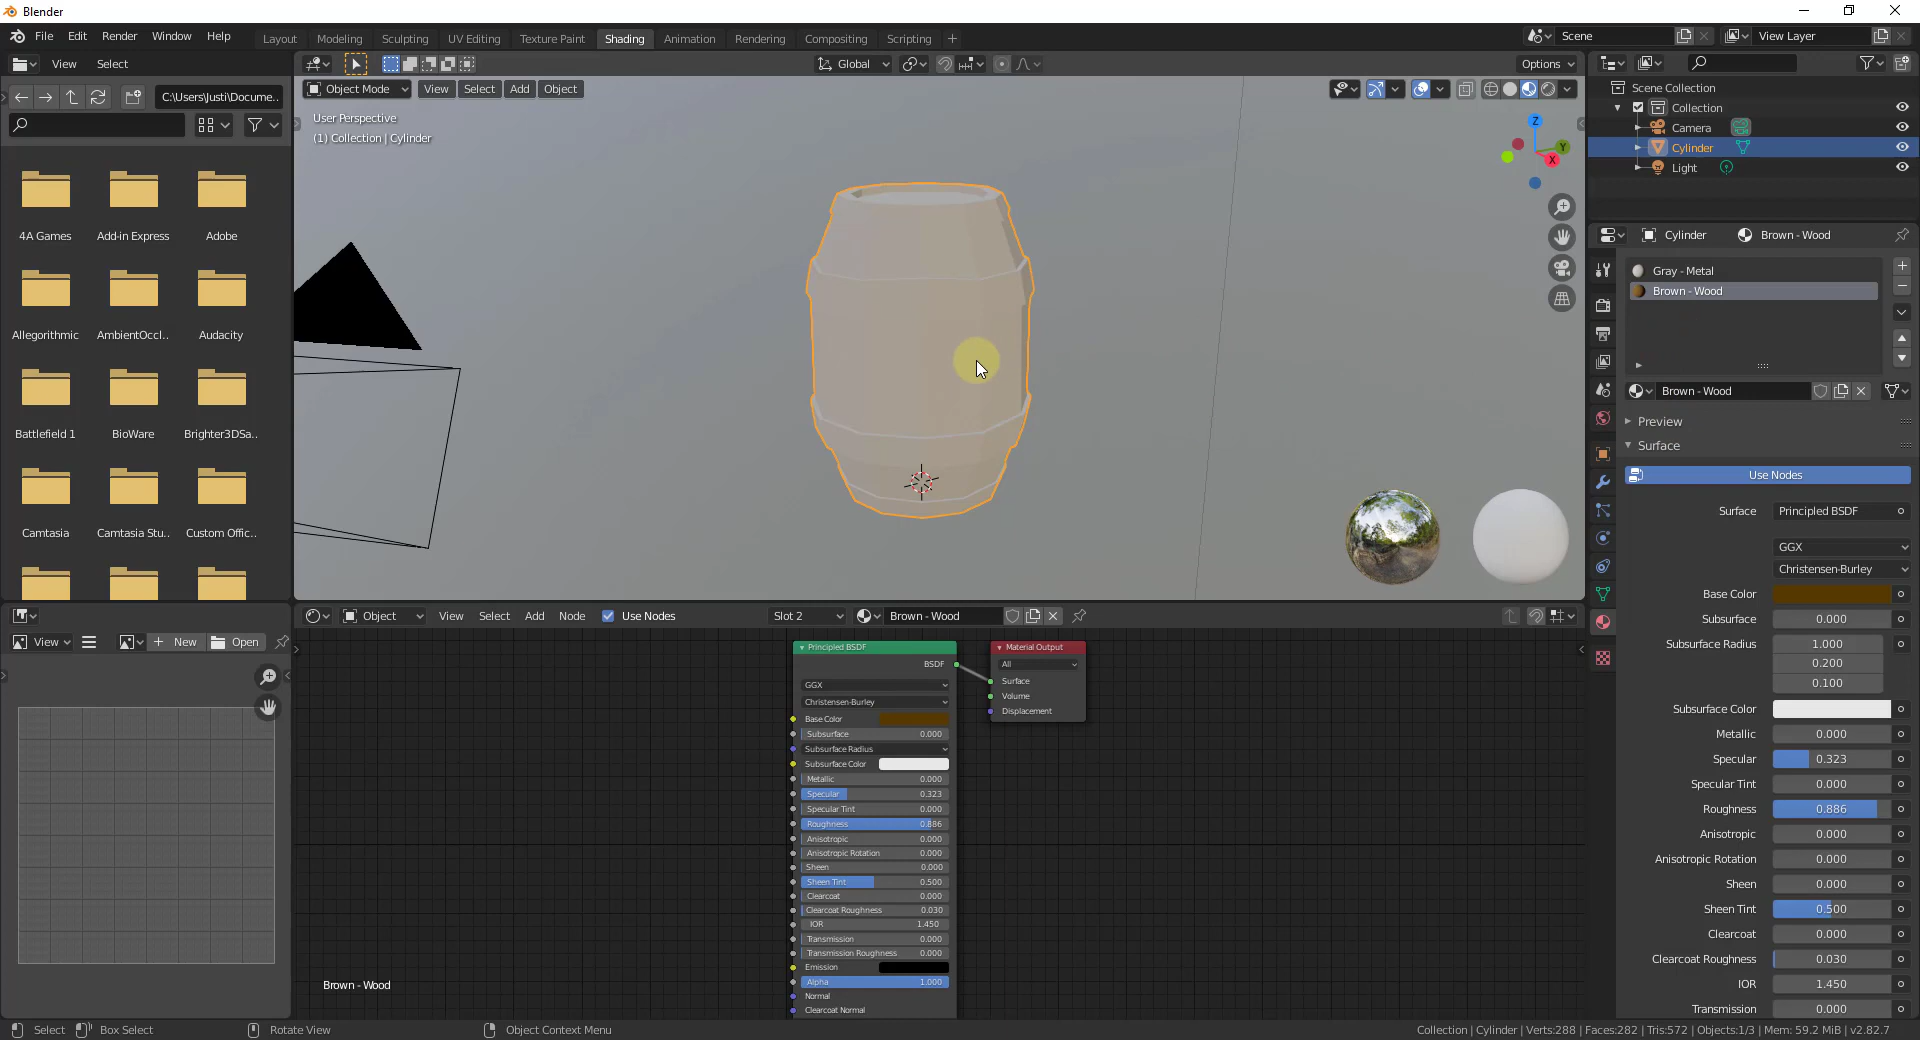 Blender
File Edit Render Window Help
Layout Modeling Sculpting UV Editing Texture Paint Shading Animation Rendering Compositing Scripting +
Scene
View Layer
View Select
Global
Options
C:\Users\Justi\Docume..
Object Mode View Select Add Object
User Perspective
(1) Collection | Cylinder
Z
Y
X
4A Games Add-in Express Adobe
Allegorithmic AmbientOccl.. Audacity
Battlefield 1 BioWare Brighter3DSa..
Camtasia Camtasia Stu.. Custom Offic..
Scene Collection
Collection
Camera
Cylinder
Light
Cylinder Brown - Wood
Gray - Metal
Brown - Wood
Brown - Wood
Preview
Surface
Use Nodes
Surface Principled BSDF
GGX
Christensen-Burley
Base Color
Subsurface 0.000
Subsurface Radius 1.000
0.200
0.100
Subsurface Color
Metallic 0.000
Specular 0.323
Specular Tint 0.000
Roughness 0.886
Anisotropic 0.000
Anisotropic Rotation 0.000
Sheen 0.000
Sheen Tint 0.500
Clearcoat 0.000
Clearcoat Roughness 0.030
IOR 1.450
Transmission 0.000
View New Open
Object View Select Add Node Use Nodes Slot 2 Brown - Wood
Principled BSDF
BSDF
GGX
Christensen-Burley
Base Color
Subsurface 0.000
Subsurface Radius
Subsurface Color
Metallic 0.000
Specular 0.323
Specular Tint 0.000
Roughness 0.886
Anisotropic 0.000
Anisotropic Rotation 0.000
Sheen 0.000
Sheen Tint 0.500
Clearcoat 0.000
Clearcoat Roughness 0.030
IOR 1.450
Transmission 0.000
Transmission Roughness 0.000
Emission
Alpha 1.000
Normal
Clearcoat Normal
Material Output
All
Surface
Volume
Displacement
Brown - Wood
Select Box Select Rotate View Object Context Menu
Collection | Cylinder | Verts:288 | Faces:282 | Tris:572 | Objects:1/3 | Mem: 59.2 MiB | v2.82.7